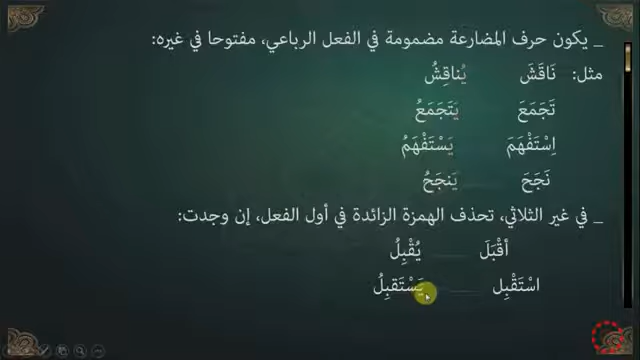 _ يكون حرف المضارعة مضمومة في الفعل الرباعي، مفتوحا في غيره:
مثل: نَاقَشَ يُناقِشُ
تَجَمَعَ يَتَجَمَعُ
اِسْتَفْهَمَ يَسْتَفْهَمُ
نَجَحَ يَنجَحُ
_ في غير الثلاثي، تحذف الهمزة الزائدة في أول الفعل، إن وجدت:
أقْبَلَ يُقْبِلُ
اسْتَقْبِل يَسْتَقبِلُ